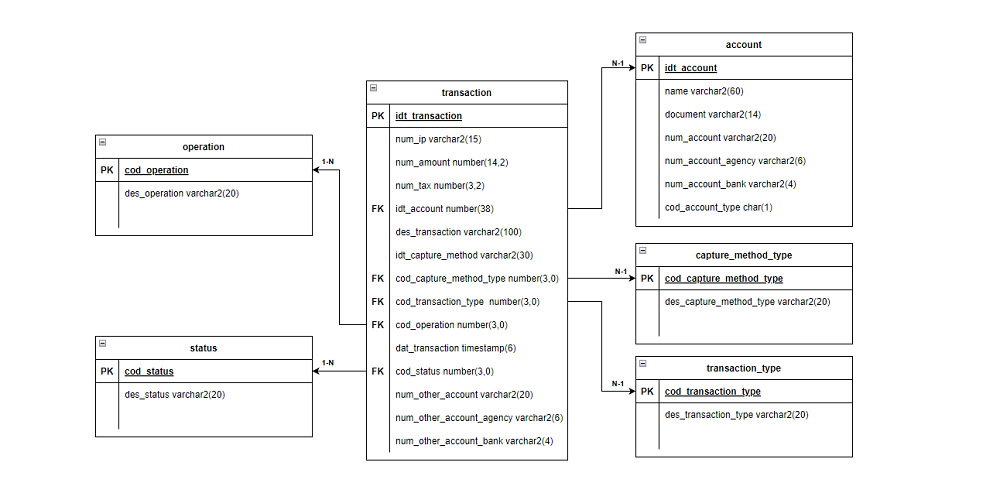 operation
PK cod_operation
des_operation varchar2(20)
1-N
status
PK cod_status
des_status varchar2(20)
1-N
transaction
PK idt_transaction
num_ip varchar2(15)
num_amount number(14,2)
num_tax number(3,2)
FK idt_account number(38)
des_transaction varchar2(100)
idt_capture_method varchar2(30)
FK cod_capture_method_type number(3,0)
FK cod_transaction_type number(3,0)
FK cod_operation number(3,0)
dat_transaction timestamp(6)
FK cod_status number(3,0)
num_other_account varchar2(20)
num_other_account_agency varchar2(6)
num_other_account_bank varchar2(4)
N-1
account
PK idt_account
name varchar2(60)
document varchar2(14)
num_account varchar2(20)
num_account_agency varchar2(6)
num_account_bank varchar2(4)
cod_account_type char(1)
N-1
capture_method_type
PK cod_capture_method_type
des_capture_method_type varchar2(20)
N-1
transaction_type
PK cod_transaction_type
des_transaction_type varchar2(20)